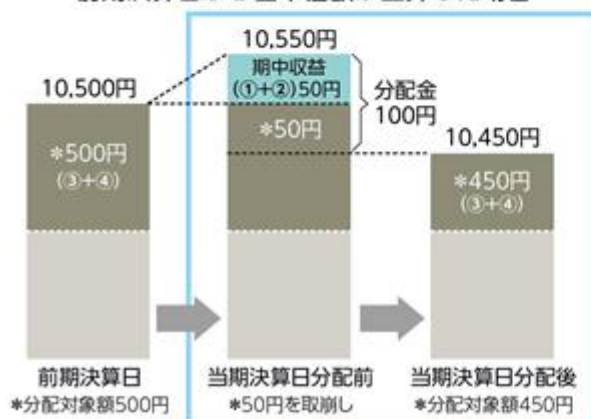 10,550円
期中収益
(①+②)50円
10,500円
分配金
100円
*50円
10,450円
*500円
(③+④)
*450円
(③+④)
前期決算日
当期決算日分配前
当期決算日分配後
*分配対象額500円
*50円を取崩し
*分配対象額450円